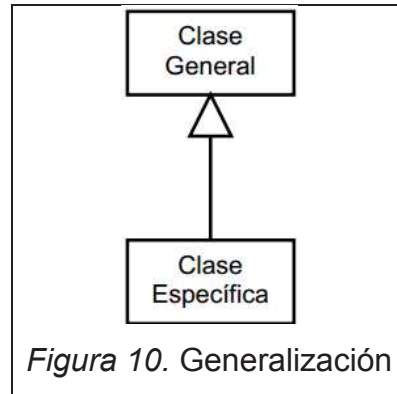 Clase
General
Clase
Específica
Figura 10. Generalización